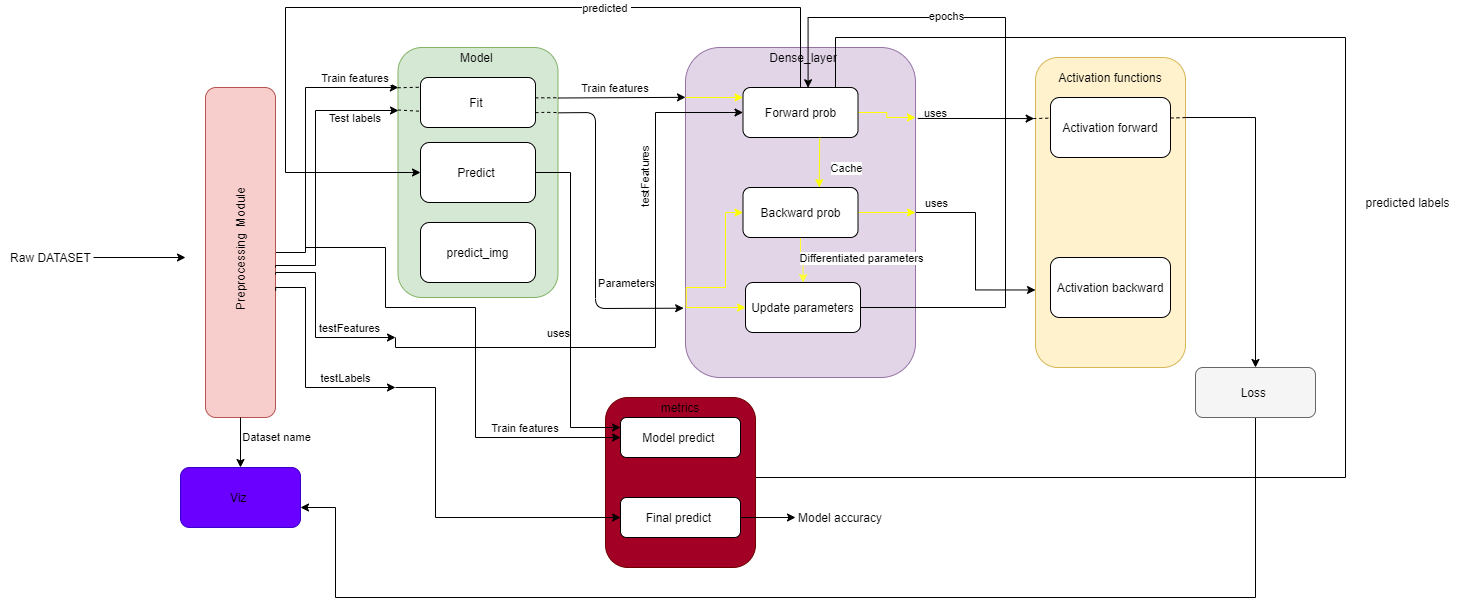 predicted
epochs
Model
Dense_layer
Activation functions
Train features
Fit
Train features
Forward prob
uses
Activation forward
Test labels
Predict
testFeatures
Cache
Preprocessing Module
Backward prob
uses
predicted labels
Raw DATASET
predict_img
Differentiated parameters
Parameters
Update parameters
Activation backward
testFeatures
uses
testLabels
Loss
metrics
Dataset name
Train features
Model predict
Viz
Final predict
Model accuracy